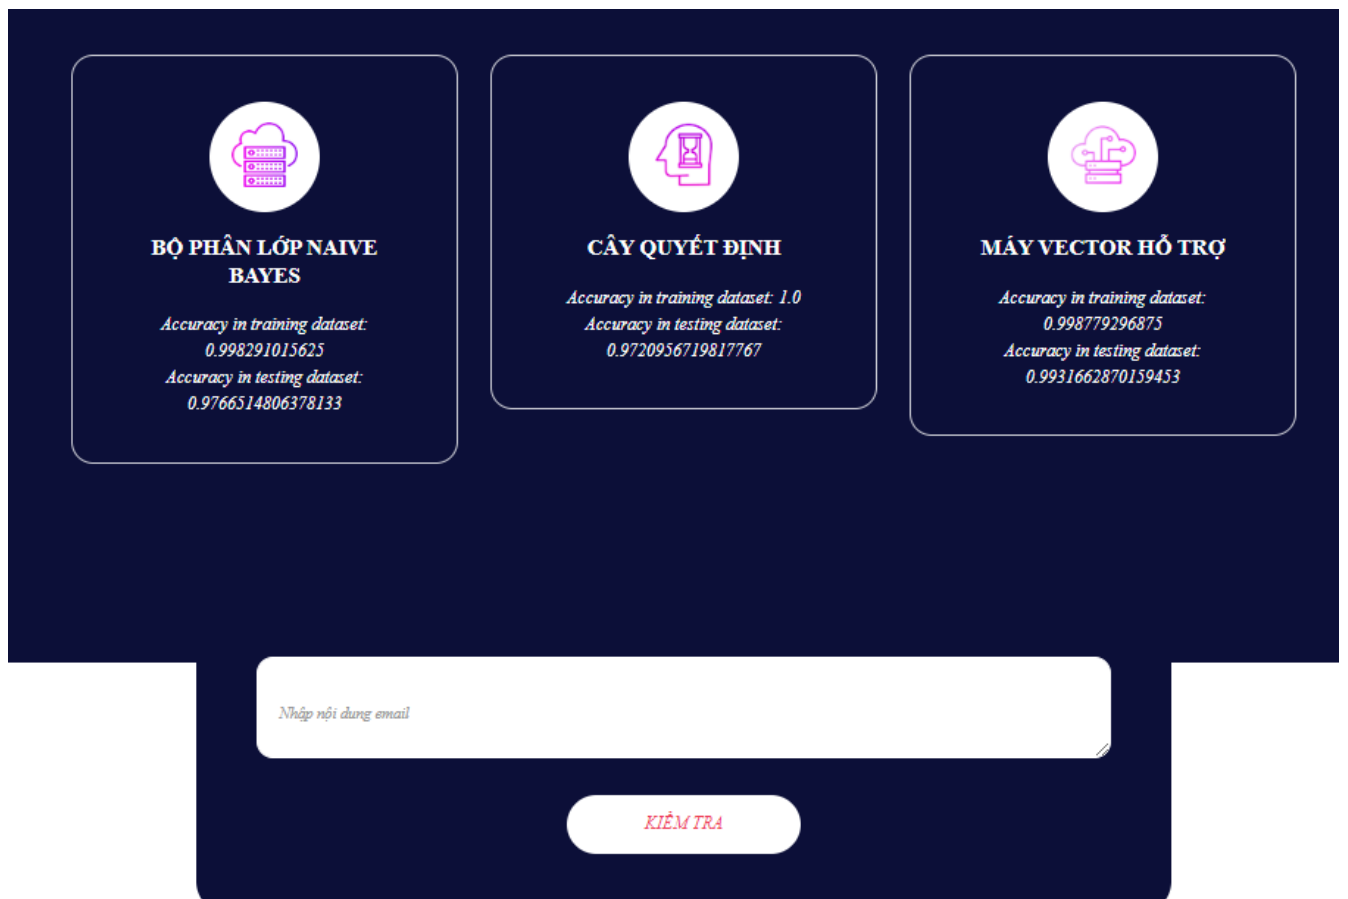 BỘ PHÂN LỚP NAIVE
BAYES
Accuracy in training dataset:
0.998291015625
Accuracy in testing dataset:
0.9766514806378133
CÂY QUYẾT ĐỊNH
Accuracy in training dataset: 1.0
Accuracy in testing dataset:
0.9720956719817767
MÁY VECTOR HỖ TRỢ
Accuracy in training dataset:
0.998779296875
Accuracy in testing dataset:
0.9931662870159453
Nhập nội dung email
KIỂM TRA